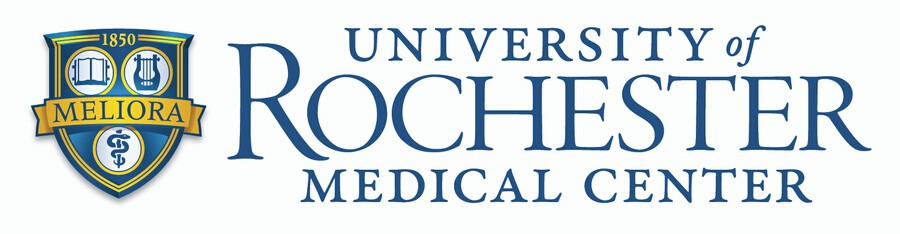 1850
MELIORA
UNIVERSITY of
ROCHESTER
MEDICAL CENTER